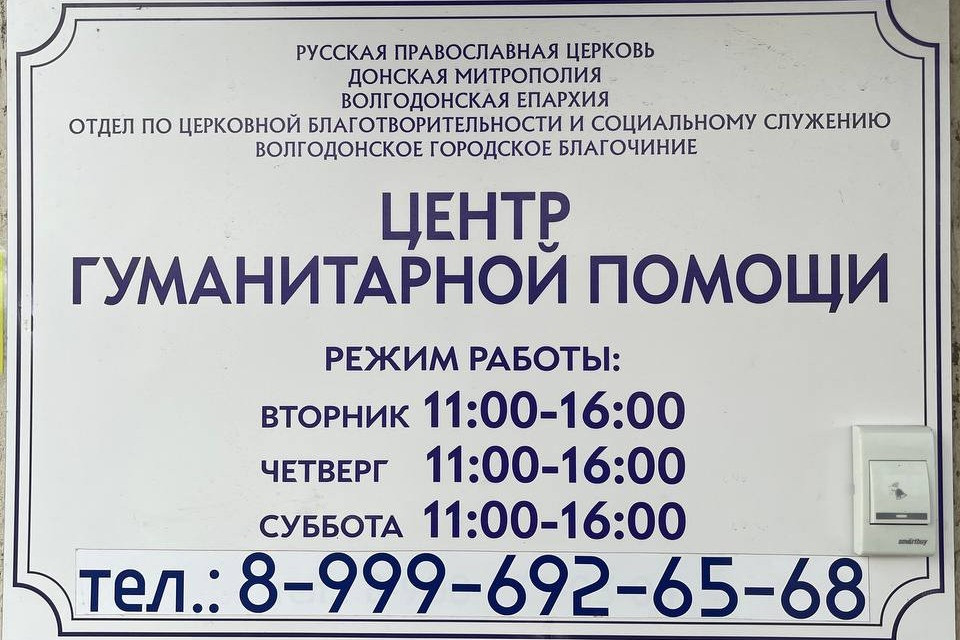 РУССКАЯ ПРАВОСЛАВНАЯ ЦЕРКОВЬ
ДОНСКАЯ МИТРОПОЛИЯ
ВОЛГОДОНСКАЯ ЕПАРХИЯ
ОТДЕЛ ПО ЦЕРКОВНОЙ БЛАГОТВОРИТЕЛЬНОСТИ И СОЦИАЛЬНОМУ СЛУЖЕНИЮ
ВОЛГОДОНСКОЕ ГОРОДСКОЕ БЛАГОЧИНИЕ
ЦЕНТР
ГУМАНИТАРНОЙ ПОМОЩИ
РЕЖИМ РАБОТЫ:
ВТОРНИК 11:00-16:00
ЧЕТВЕРГ 11:00-16:00
СУББОТА 11:00-16:00
smartbuy
тел.: 8-999-692-65-68